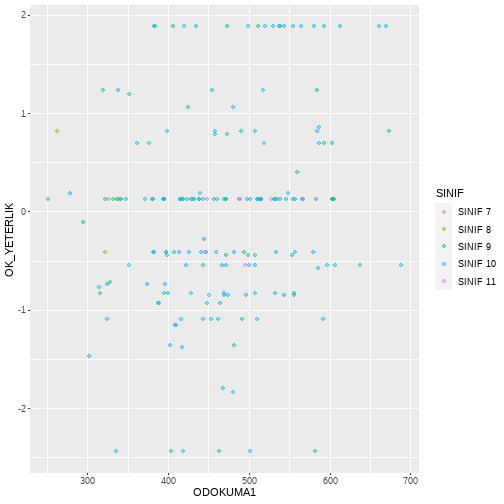 2
1
0
-1
-2
OK_YETERLIK
300 400 500 600 700
ODOKUMA1
SINIF
SINIF 7
SINIF 8
SINIF 9
SINIF 10
SINIF 11